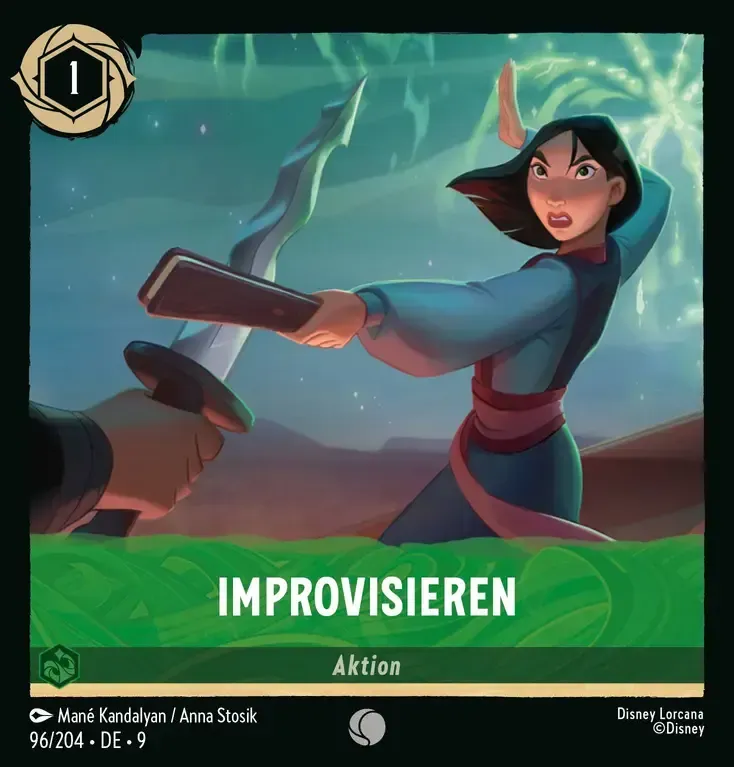 1
IMPROVISIEREN
Aktion
Mané Kandalyan / Anna Stosik
Disney Lorcana
96/204 • DE • 9
©Disney